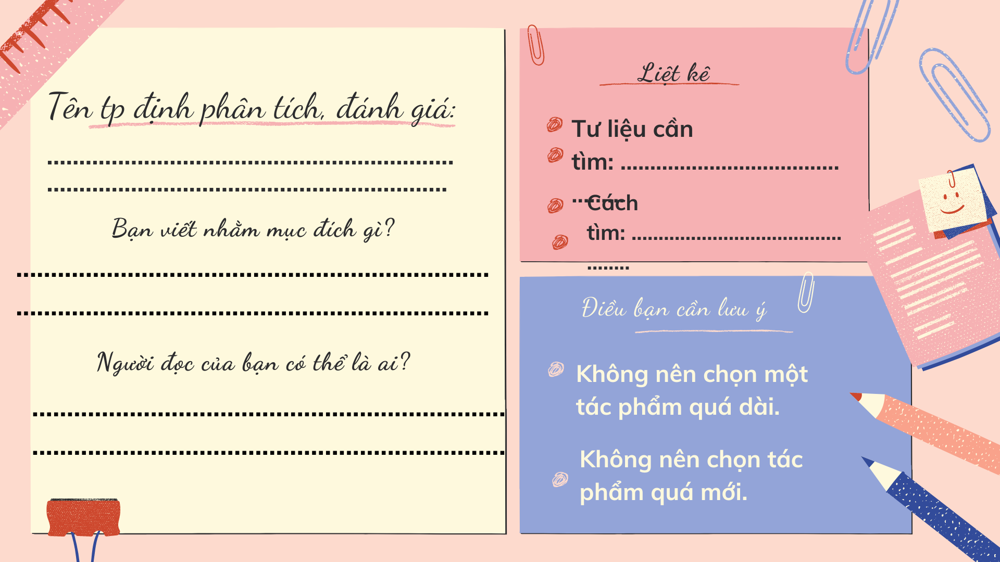 Tên tp định phân tích, đánh giá:
...............................................................
..............................................................
Bạn viết nhằm mục đích gì?
....................................................................
....................................................................
Người đọc của bạn có thể là ai?
....................................................................
....................................................................
Liệt kê
Tư liệu cần
tìm: .....................................
.........
Cách
tìm: .......................................
........
Điều bạn cần lưu ý
Không nên chọn một
tác phẩm quá dài.
Không nên chọn tác
phẩm quá mới.